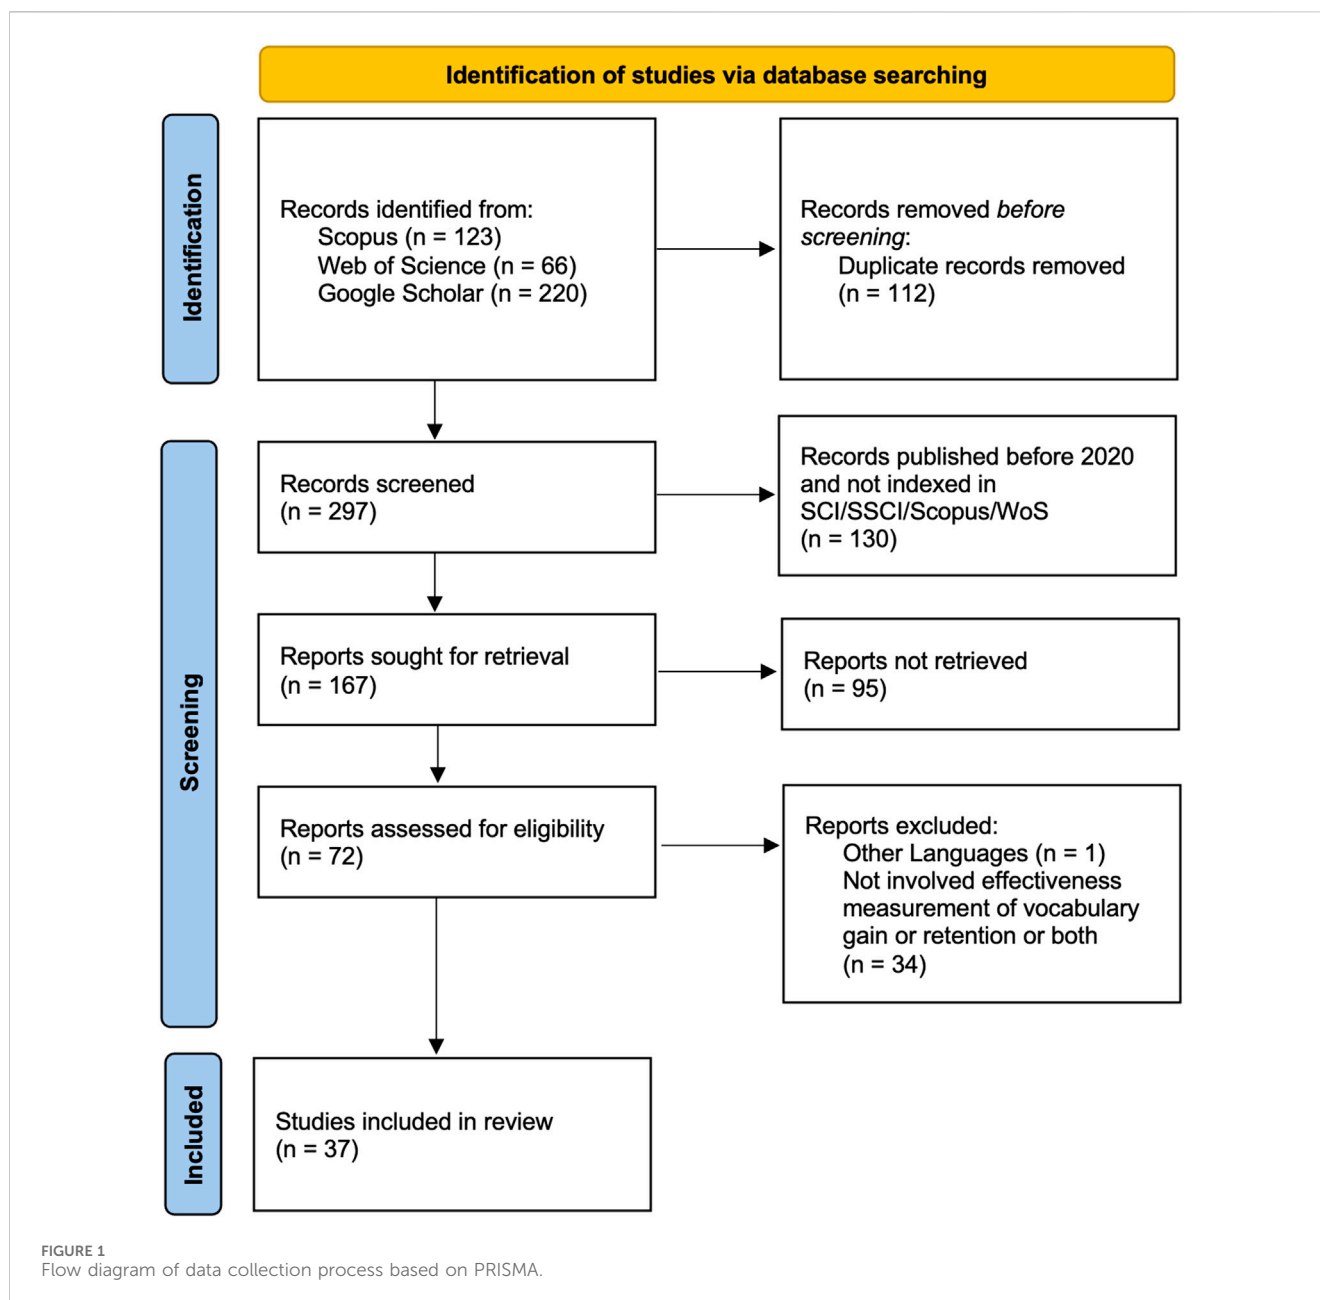 Identification of studies via database searching
Identification
Records identified from:
Scopus (n = 123)
Web of Science (n = 66)
Google Scholar (n = 220)
Records removed before
screening:
Duplicate records removed
(n = 112)
Screening
Records screened
(n = 297)
Records published before 2020
and not indexed in
SCI/SSCI/Scopus/WoS
(n = 130)
Reports sought for retrieval
(n = 167)
Reports not retrieved
(n = 95)
Reports assessed for eligibility
(n = 72)
Reports excluded:
Other Languages (n = 1)
Not involved effectiveness
measurement of vocabulary
gain or retention or both
(n = 34)
Included
Studies included in review
(n = 37)
FIGURE 1
Flow diagram of data collection process based on PRISMA.